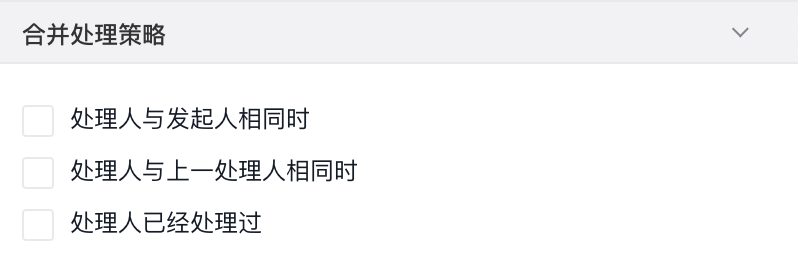 合并处理策略
处理人与发起人相同时
处理人与上一处理人相同时
处理人已经处理过